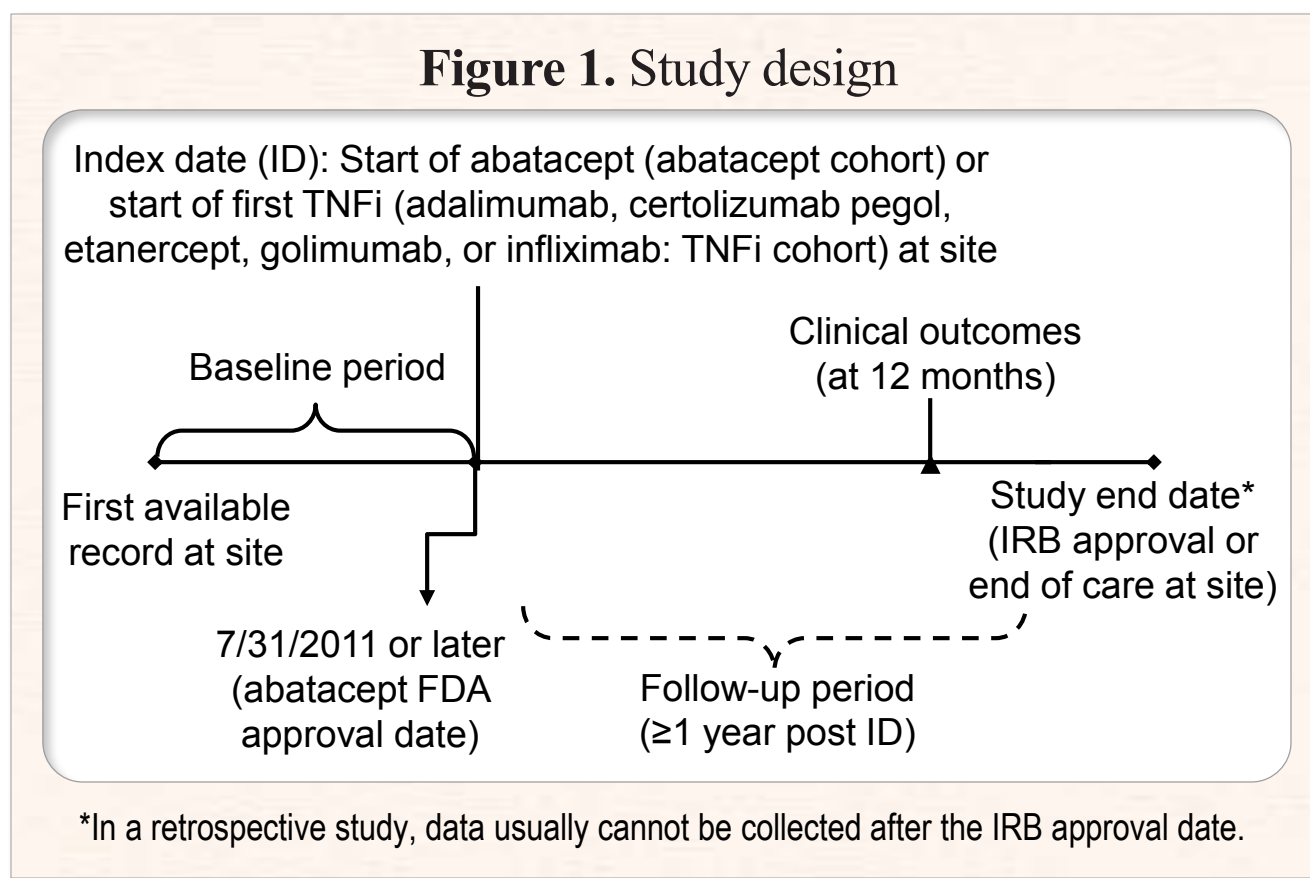 Figure 1. Study design
Index date (ID): Start of abatacept (abatacept cohort) or
start of first TNFi (adalimumab, certolizumab pegol,
etanercept, golimumab, or infliximab: TNFi cohort) at site
Baseline period
Clinical outcomes
(at 12 months)
First available
record at site
Study end date*
(IRB approval or
end of care at site)
7/31/2011 or later
(abatacept FDA
approval date)
Follow-up period
(≥1 year post ID)
*In a retrospective study, data usually cannot be collected after the IRB approval date.